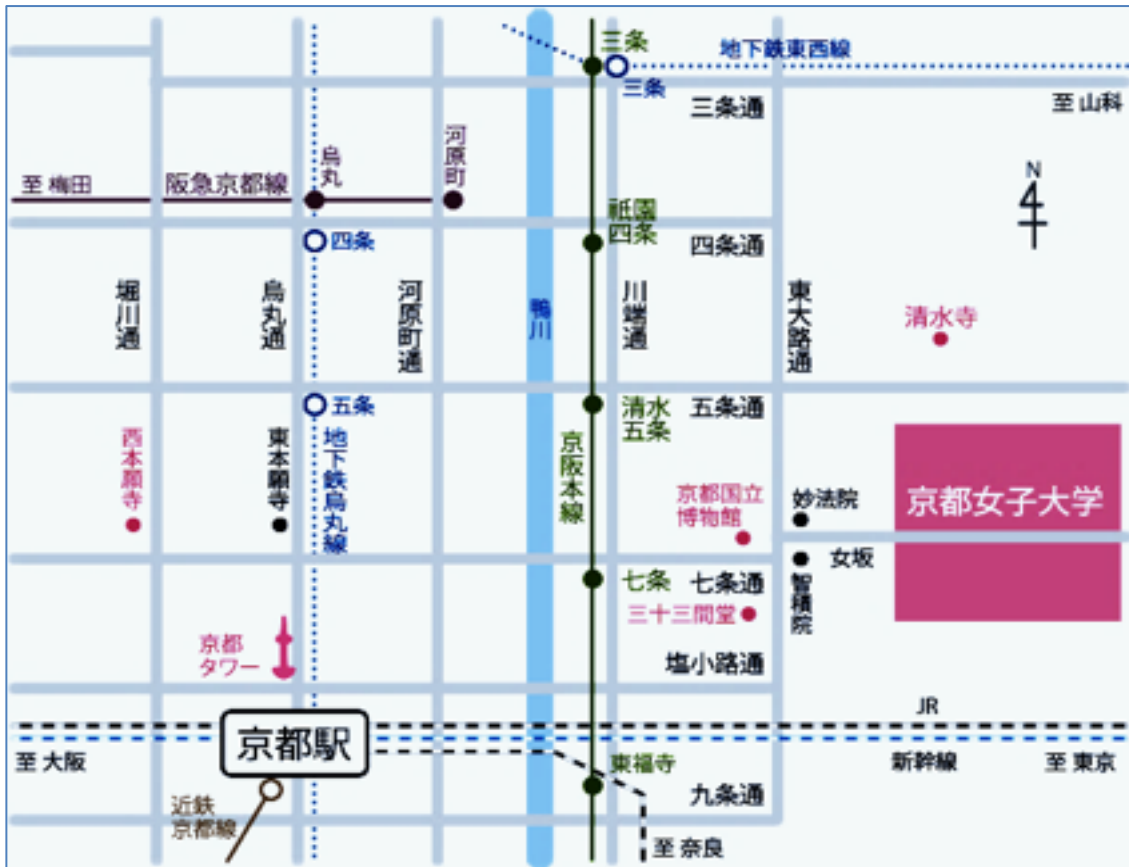 三条
地下鉄東西線
三条
三条通
至 山科
河原町
烏丸
至 梅田
阪急京都線
N
祇園
四条
四条
四条通
堀川通
烏丸通
河原町通
鴨川
川端通
東大路通
清水寺
五条
清水
五条
五条通
西本願寺
東本願寺
地下鉄烏丸線
京阪本線
京都国立
博物館
妙法院
京都女子大学
女坂
七条
七条通
智積院
三十三間堂
京都
タワー
塩小路通
JR
京都駅
至 大阪
東福寺
新幹線
至 東京
近鉄
京都線
九条通
至 奈良